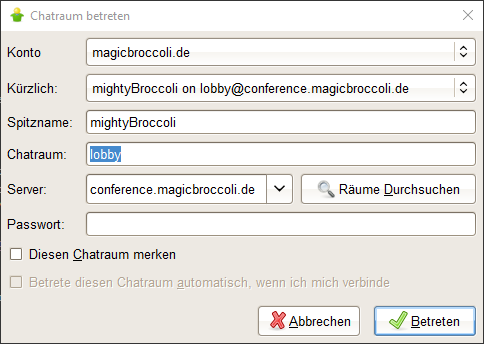 Chatraum betreten
Konto magicbroccoli.de
Kürzlich: mightyBroccoli on lobby@conference.magicbroccoli.de
Spitzname: mightyBroccoli
Chatraum: lobby
Server: conference.magicbroccoli.de Räume Durchsuchen
Passwort:
Diesen Chatraum merken
Betrete diesen Chatraum automatisch, wenn ich mich verbinde
Abbrechen Betreten